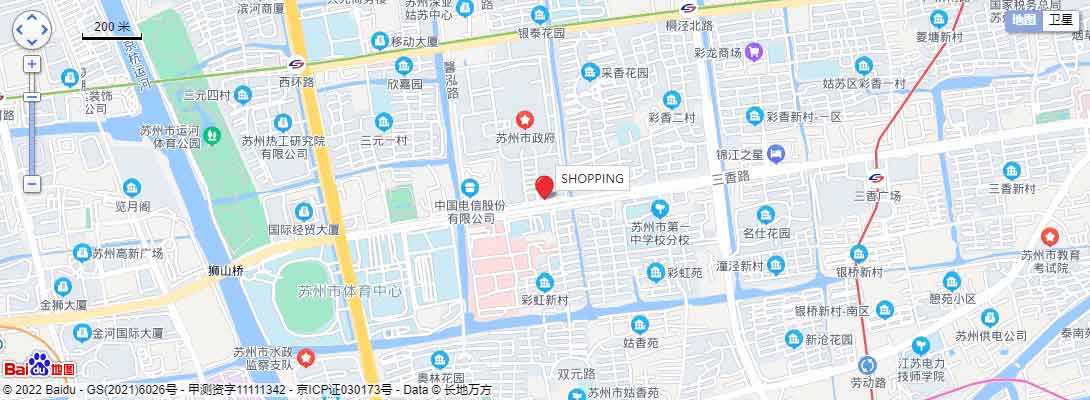 滨河商厦
苏州深业
姑苏中心
银泰花园
桐泾北路
国家税务总局
姜塘新村
地图
卫星
200 米
移动大厦
彩龙商场
京杭运河
西环路
馨泓路
欣嘉园
采香花园
姑苏区彩香一村
装饰
公司
三元四村
彩香二村
彩香新村-一区
苏州市运河
体育公园
苏州热工研究院
有限公司
三元一村
苏州市政府
锦江之星
SHOPPING
三香路
三香新村
览月阁
中国电信股份
有限公司
三香广场
国际经贸大厦
苏州市第一
中学校分校
名仕花园
苏州高新广场
狮山桥
苏州市教育
考试院
彩虹苑
潼泾新村
银桥新村
金狮大厦
苏州市体育中心
彩虹新村
憩苑小区
银桥新村-南区
金河国际大厦
姑香苑
新沧花园
苏州供电公司
苏州市水政
监察支队
江苏电力
技师学院
奥林花园
双元路
劳动路
苏州市姑香苑
Baidu地图
© 2022 Baidu - GS(2021)6026号 - 甲测资字11111342 - 京ICP证030173号 - Data © 长地万方